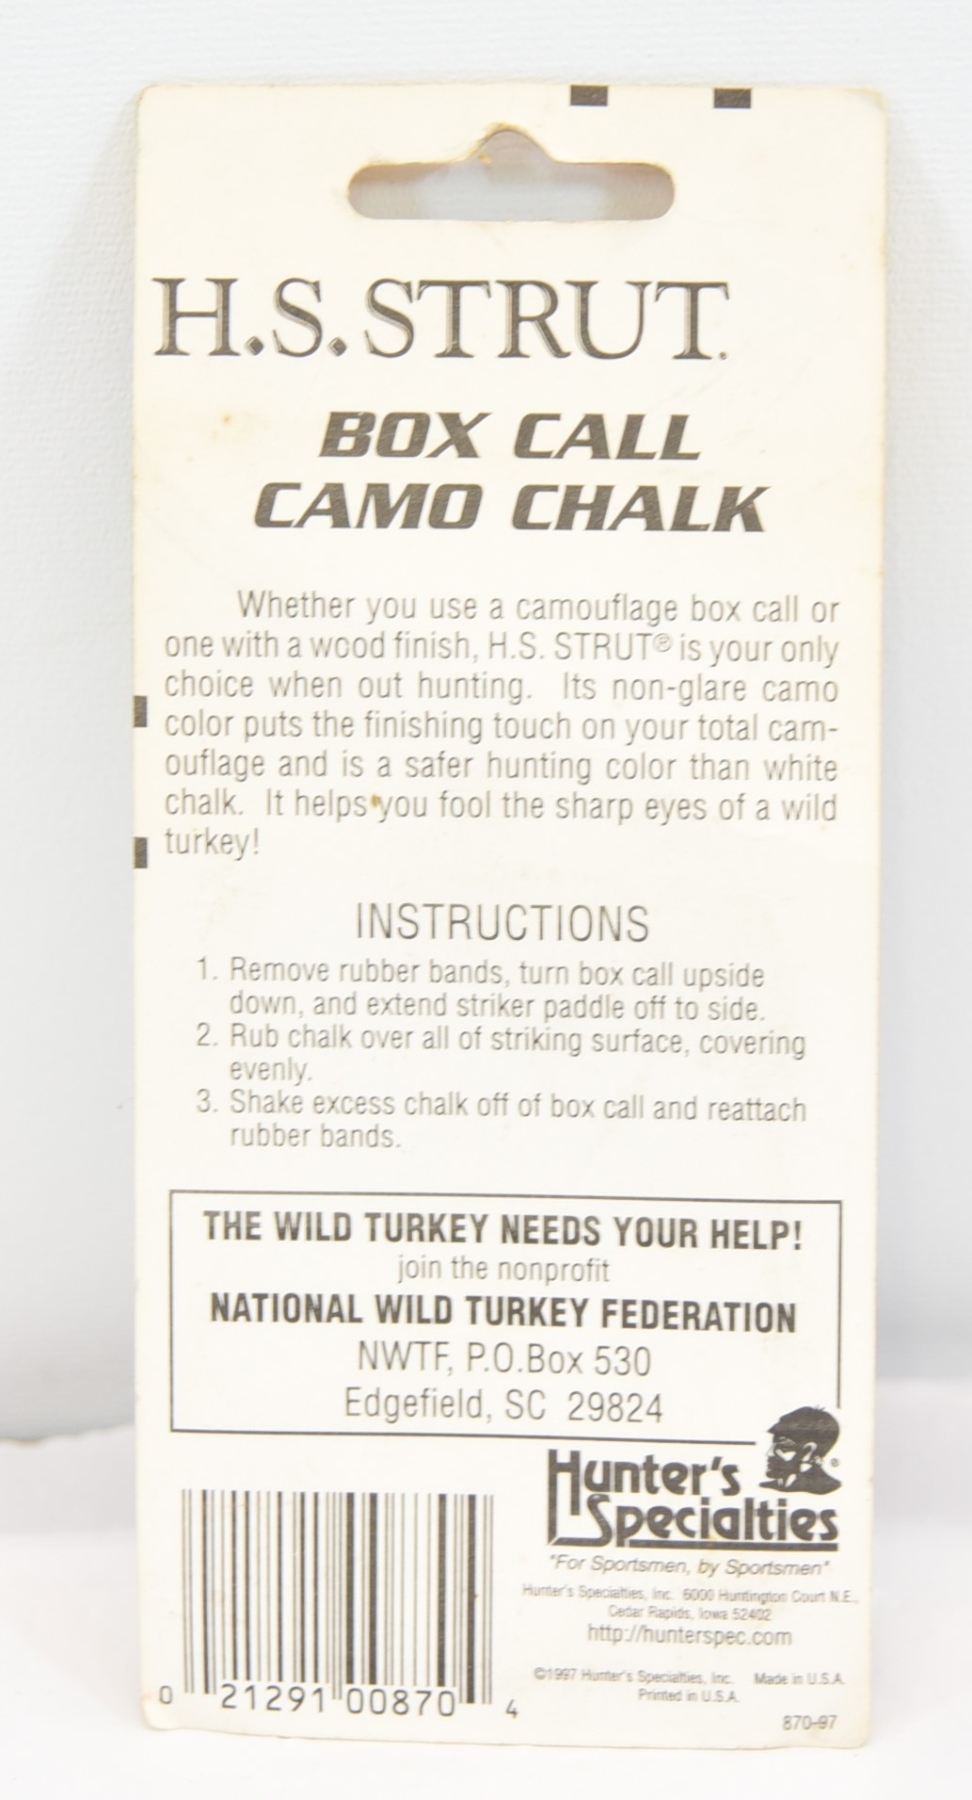 H.S. STRUT.
BOX CALL
CAMO CHALK
Whether you use a camouflage box call or
one with a wood finish, H.S. STRUT® is your only
choice when out hunting. Its non-glare camo
color puts the finishing touch on your total cam-
ouflage and is a safer hunting color than white
chalk. It helps you fool the sharp eyes of a wild
turkey!
INSTRUCTIONS
1. Remove rubber bands, turn box call upside
down, and extend striker paddle off to side.
2. Rub chalk over all of striking surface, covering
evenly.
3. Shake excess chalk off of box call and reattach
rubber bands.
THE WILD TURKEY NEEDS YOUR HELP!
join the nonprofit
NATIONAL WILD TURKEY FEDERATION
NWTF, P.O.Box 530
Edgefield, SC 29824
Hunter's
Specialties
®
"For Sportsmen, by Sportsmen"
Hunter's Specialties, Inc. 6000 Huntington Court N.E.,
Cedar Rapids, Iowa 52402
http://hunterspec.com
©1997 Hunter's Specialties, Inc. Made in U.S.A.
Printed in U.S.A.
870-97
0 21291 00870 4